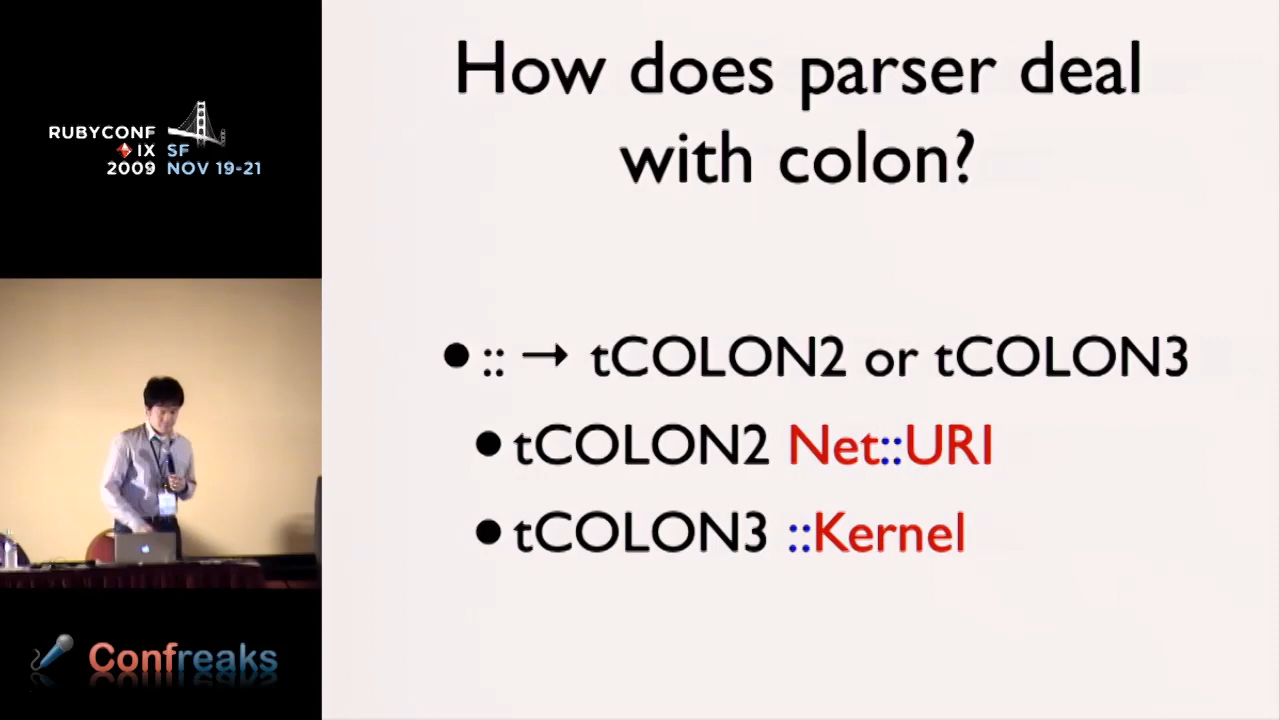 RUBYCONF
IX SF
2009 NOV 19-21
How does parser deal
with colon?
:: → tCOLON2 or tCOLON3
tCOLON2 Net::URI
tCOLON3 ::Kernel
Confreaks